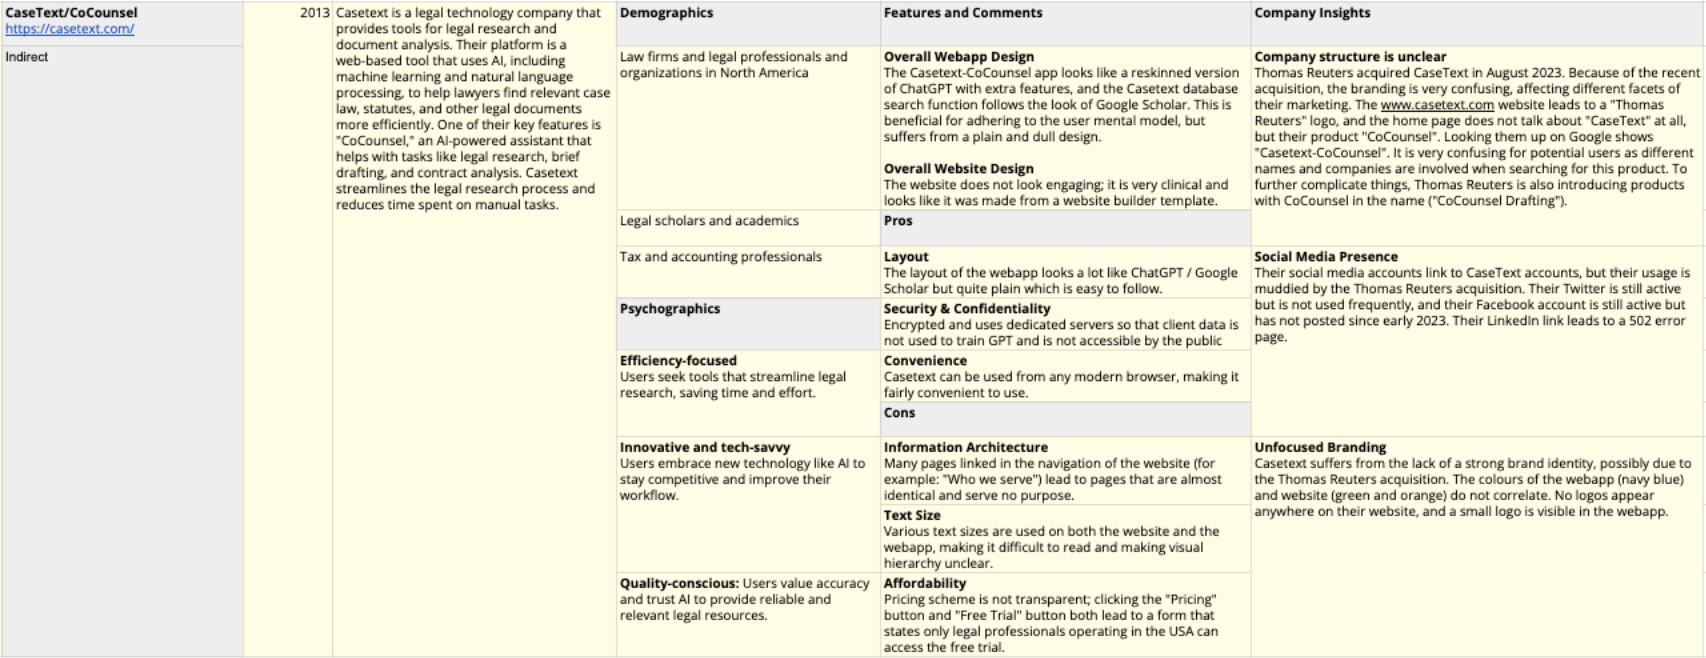 CaseText/CoCounsel
https://casetext.com/
Indirect
2013
Casetext is a legal technology company that
provides tools for legal research and
document analysis. Their platform is a
web-based tool that uses AI, including
machine learning and natural language
processing, to help lawyers find relevant case
law, statutes, and other legal documents
more efficiently. One of their key features is
"CoCounsel," an AI-powered assistant that
helps with tasks like legal research, brief
drafting, and contract analysis. Casetext
streamlines the legal research process and
reduces time spent on manual tasks.
Demographics
Law firms and legal professionals and
organizations in North America
Legal scholars and academics
Tax and accounting professionals
Psychographics
Efficiency-focused
Users seek tools that streamline legal
research, saving time and effort.
Innovative and tech-savvy
Users embrace new technology like AI to
stay competitive and improve their
workflow.
Quality-conscious: Users value accuracy
and trust AI to provide reliable and
relevant legal resources.
Features and Comments
Overall Webapp Design
The Casetext-CoCounsel app looks like a reskinned version
of ChatGPT with extra features, and the Casetext database
search function follows the look of Google Scholar. This is
beneficial for adhering to the user mental model, but
suffers from a plain and dull design.
Overall Website Design
The website does not look engaging; it is very clinical and
looks like it was made from a website builder template.
Pros
Layout
The layout of the webapp looks a lot like ChatGPT / Google
Scholar but quite plain which is easy to follow.
Security & Confidentiality
Encrypted and uses dedicated servers so that client data is
not used to train GPT and is not accessible by the public
Convenience
Casetext can be used from any modern browser, making it
fairly convenient to use.
Cons
Information Architecture
Many pages linked in the navigation of the website (for
example: "Who we serve") lead to pages that are almost
identical and serve no purpose.
Text Size
Various text sizes are used on both the website and the
webapp, making it difficult to read and making visual
hierarchy unclear.
Affordability
Pricing scheme is not transparent; clicking the "Pricing"
button and "Free Trial" button both lead to a form that
states only legal professionals operating in the USA can
access the free trial.
Company Insights
Company structure is unclear
Thomas Reuters acquired CaseText in August 2023. Because of the recent
acquisition, the branding is very confusing, affecting different facets of
their marketing. The www.casetext.com website leads to a "Thomas
Reuters" logo, and the home page does not talk about "CaseText" at all,
but their product "CoCounsel". Looking them up on Google shows
"Casetext-CoCounsel". It is very confusing for potential users as different
names and companies are involved when searching for this product. To
further complicate things, Thomas Reuters is also introducing products
with CoCounsel in the name ("CoCounsel Drafting").
Social Media Presence
Their social media accounts link to CaseText accounts, but their usage is
muddied by the Thomas Reuters acquisition. Their Twitter is still active
but is not used frequently, and their Facebook account is still active but
has not posted since early 2023. Their LinkedIn link leads to a 502 error
page.
Unfocused Branding
Casetext suffers from the lack of a strong brand identity, possibly due to
the Thomas Reuters acquisition. The colours of the webapp (navy blue)
and website (green and orange) do not correlate. No logos appear
anywhere on their website, and a small logo is visible in the webapp.